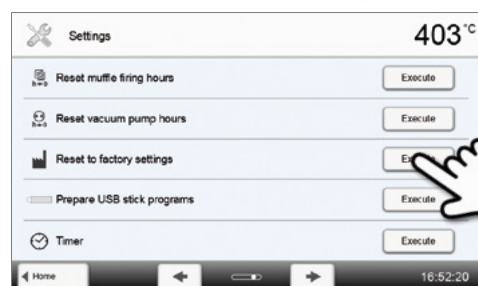 Settings
403 °C
Reset muffle firing hours Execute
Reset vacuum pump hours Execute
Reset to factory settings
Prepare USB stick programs Execute
Timer Execute
Home 16:52:20